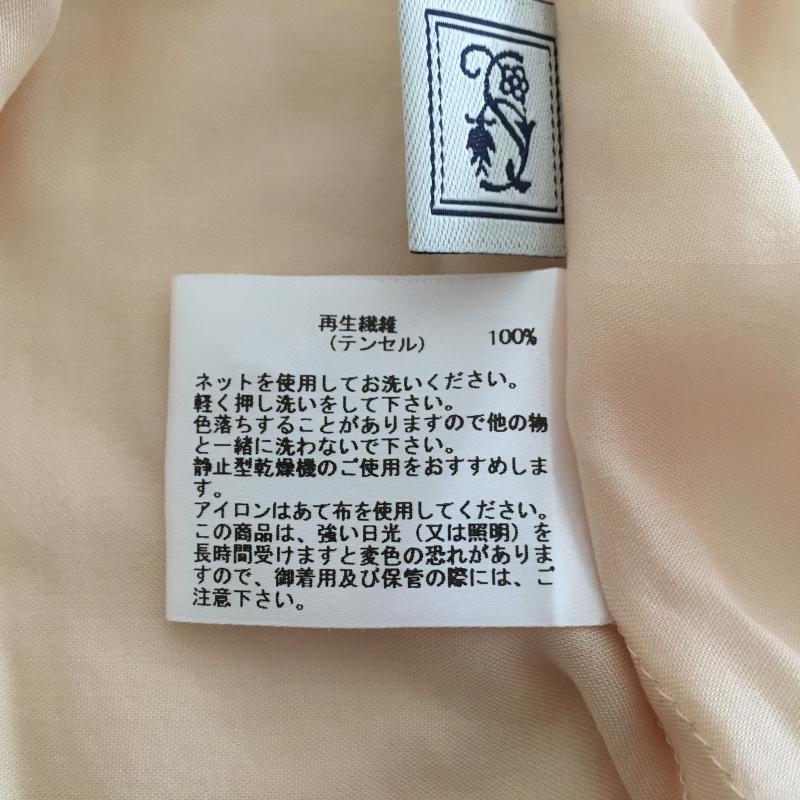 再生繊維
（テンセル） 100%
ネットを使用してお洗いください。
軽く押し洗いをして下さい。
色落ちすることがありますので他の物
と一緒に洗わないで下さい。
静止型乾燥機のご使用をおすすめしま
す。
アイロンはあて布を使用してください。
この商品は、強い日光（又は照明）を
長時間受けますと変色の恐れがありま
すので、御着用及び保管の際には、ご
注意下さい。